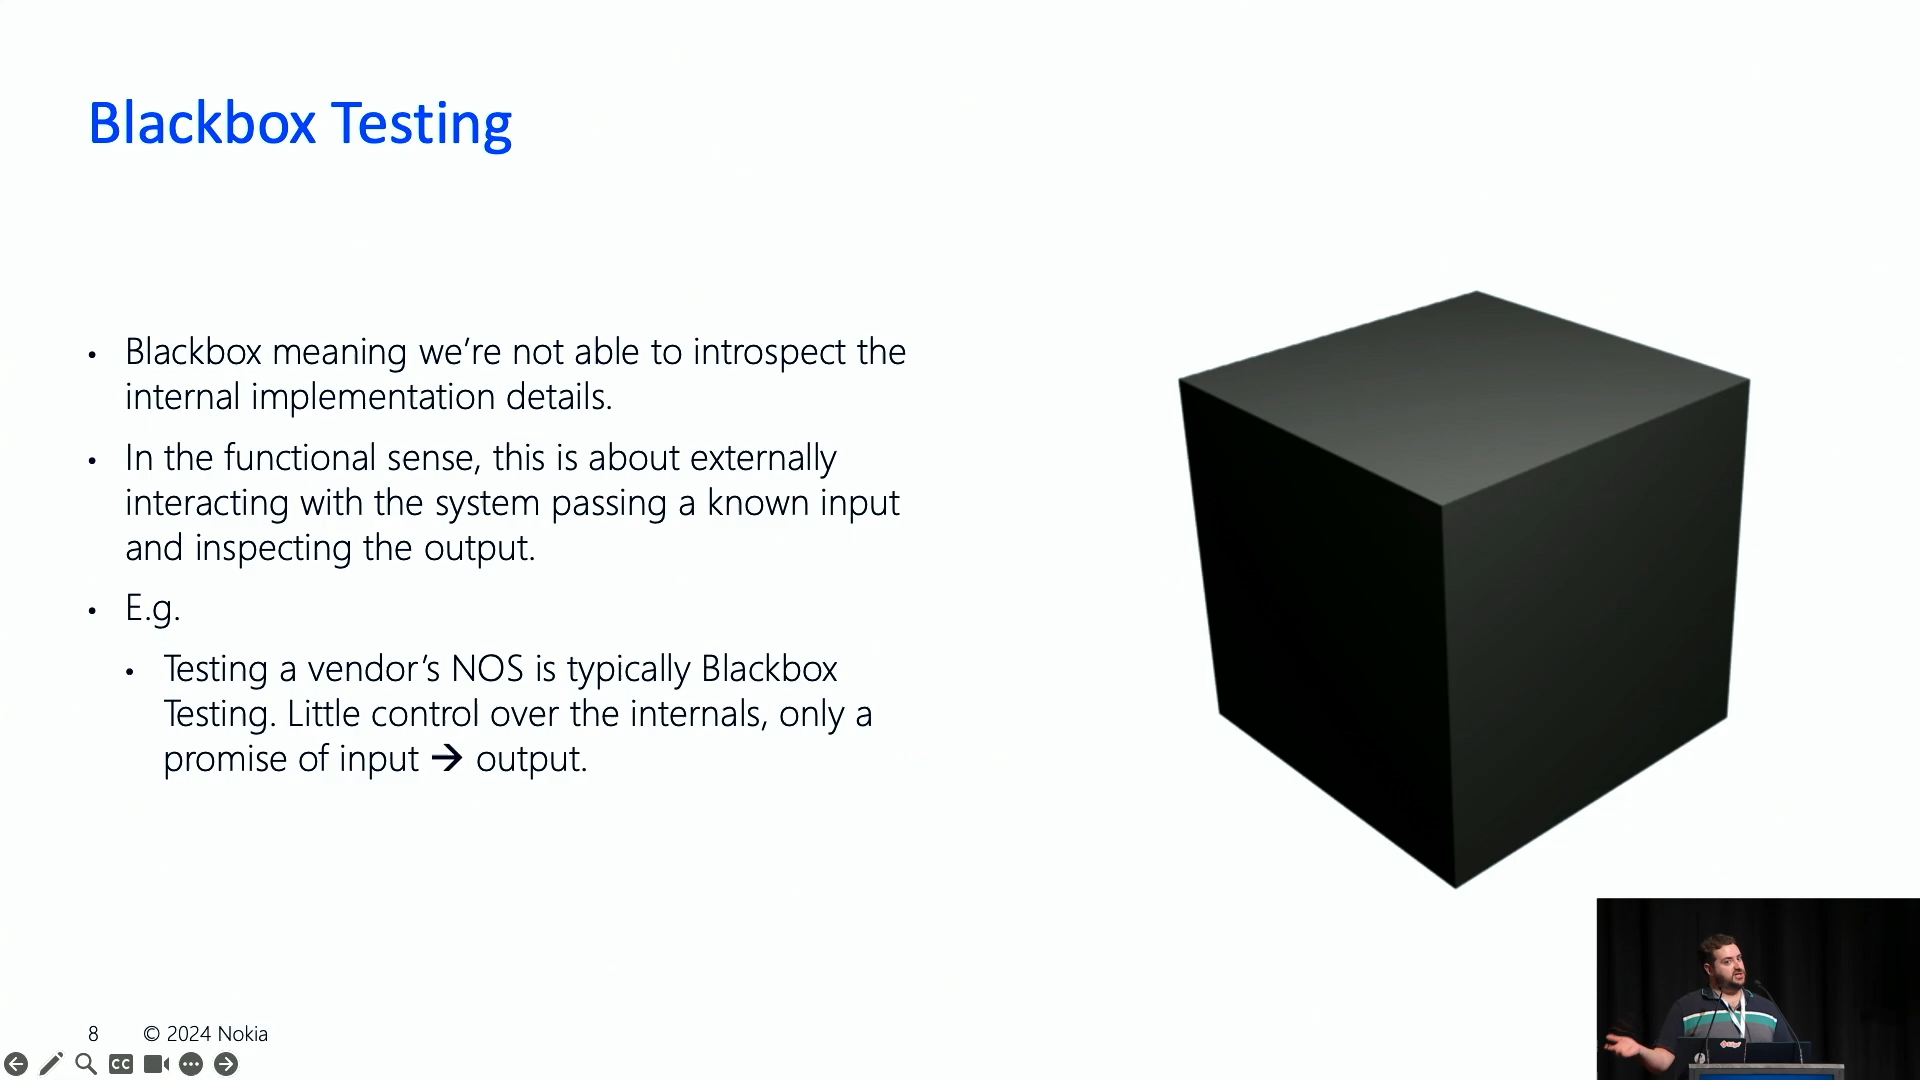 Blackbox Testing
• Blackbox meaning we're not able to introspect the
internal implementation details.
• In the functional sense, this is about externally
interacting with the system passing a known input
and inspecting the output.
• E.g.
• Testing a vendor's NOS is typically Blackbox
Testing. Little control over the internals, only a
promise of input → output.
8 © 2024 Nokia
CC